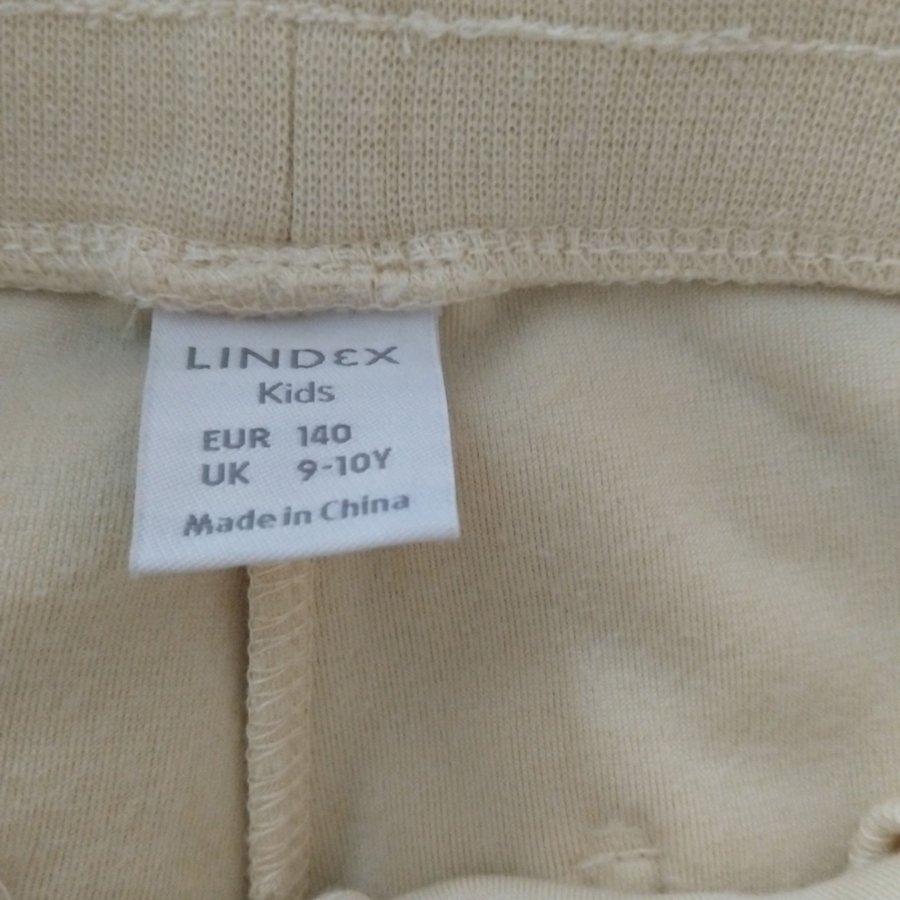 LINDEX
Kids
EUR 140
UK 9-10Y
Made in China